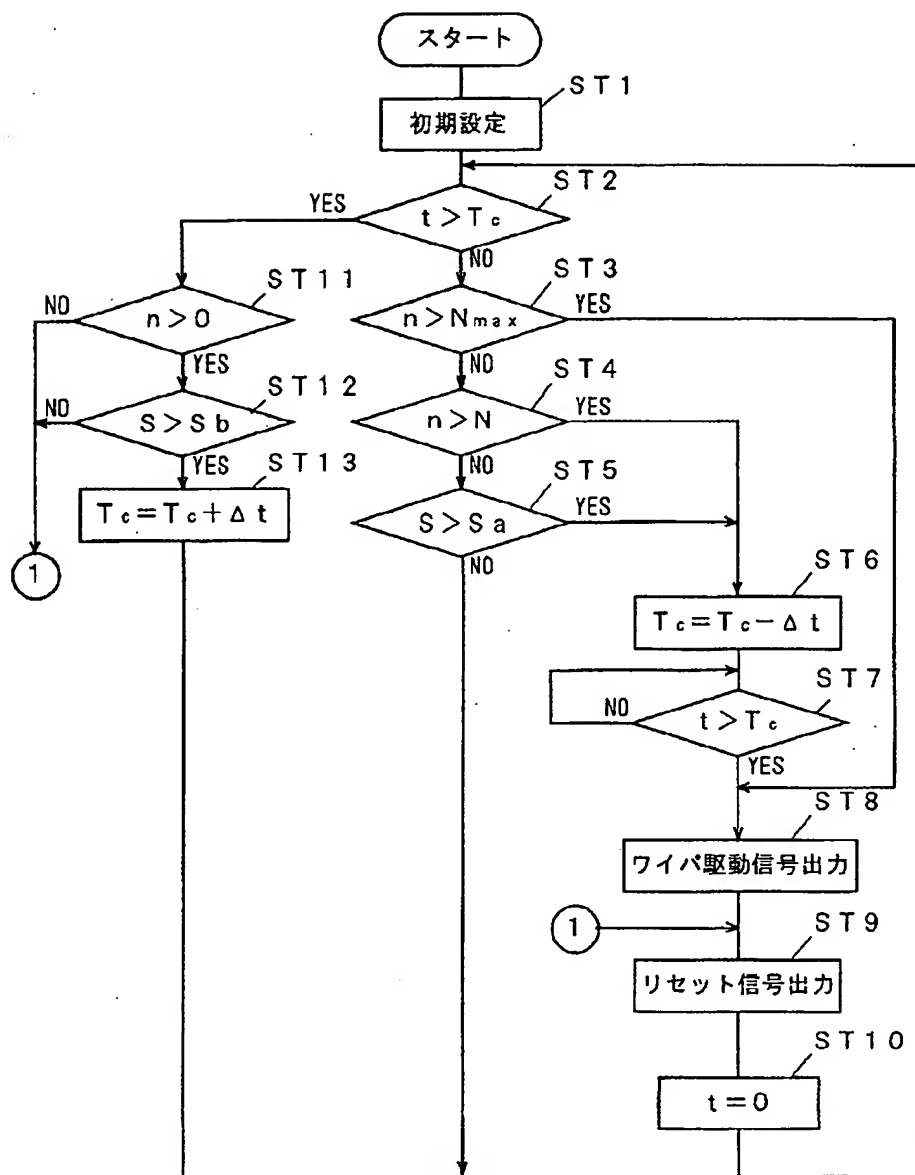 スタート
ST1
初期設定
ST2
YES
t>Tc
NO
ST11
ST3
NO
n>0
n>Nmax
YES
YES
NO
ST12
ST4
NO
S>Sb
n>N
YES
YES
NO
ST13
ST5
Tc=Tc+Δt
S>Sa
YES
NO
1
ST6
Tc=Tc-Δt
ST7
NO
t>Tc
YES
ST8
ワイパ駆動信号出力
1
ST9
リセット信号出力
ST10
t=0